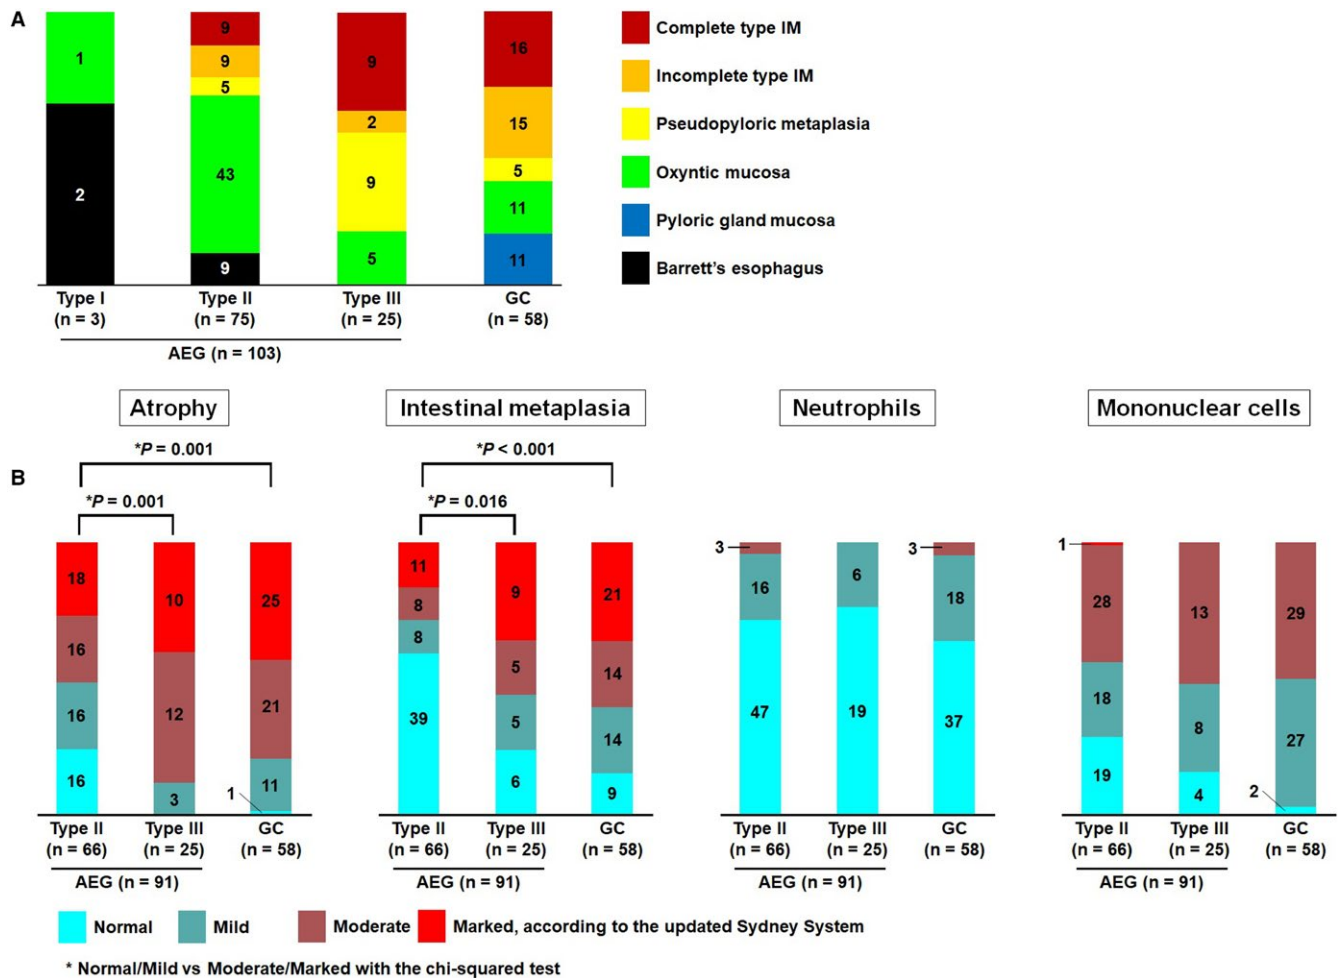 A
1
2
9
9
5
43
9
9
2
9
5
16
15
5
11
11
Type I
(n = 3)
Type II
(n = 75)
Type III
(n = 25)
GC
(n = 58)
AEG (n = 103)
Complete type IM
Incomplete type IM
Pseudopyloric metaplasia
Oxyntic mucosa
Pyloric gland mucosa
Barrett's esophagus
B
Atrophy
*P = 0.001
*P = 0.001
18
16
16
16
10
12
3
25
21
11
1
Type II
(n = 66)
Type III
(n = 25)
GC
(n = 58)
AEG (n = 91)
Intestinal metaplasia
*P < 0.001
*P = 0.016
11
8
8
39
9
5
5
6
21
14
14
9
Type II
(n = 66)
Type III
(n = 25)
GC
(n = 58)
AEG (n = 91)
Neutrophils
3
16
47
6
19
3
18
37
Type II
(n = 66)
Type III
(n = 25)
GC
(n = 58)
AEG (n = 91)
Mononuclear cells
1
28
18
19
13
8
4
29
27
2
Type II
(n = 66)
Type III
(n = 25)
GC
(n = 58)
AEG (n = 91)
Normal
Mild
Moderate
Marked, according to the updated Sydney System
* Normal/Mild vs Moderate/Marked with the chi-squared test